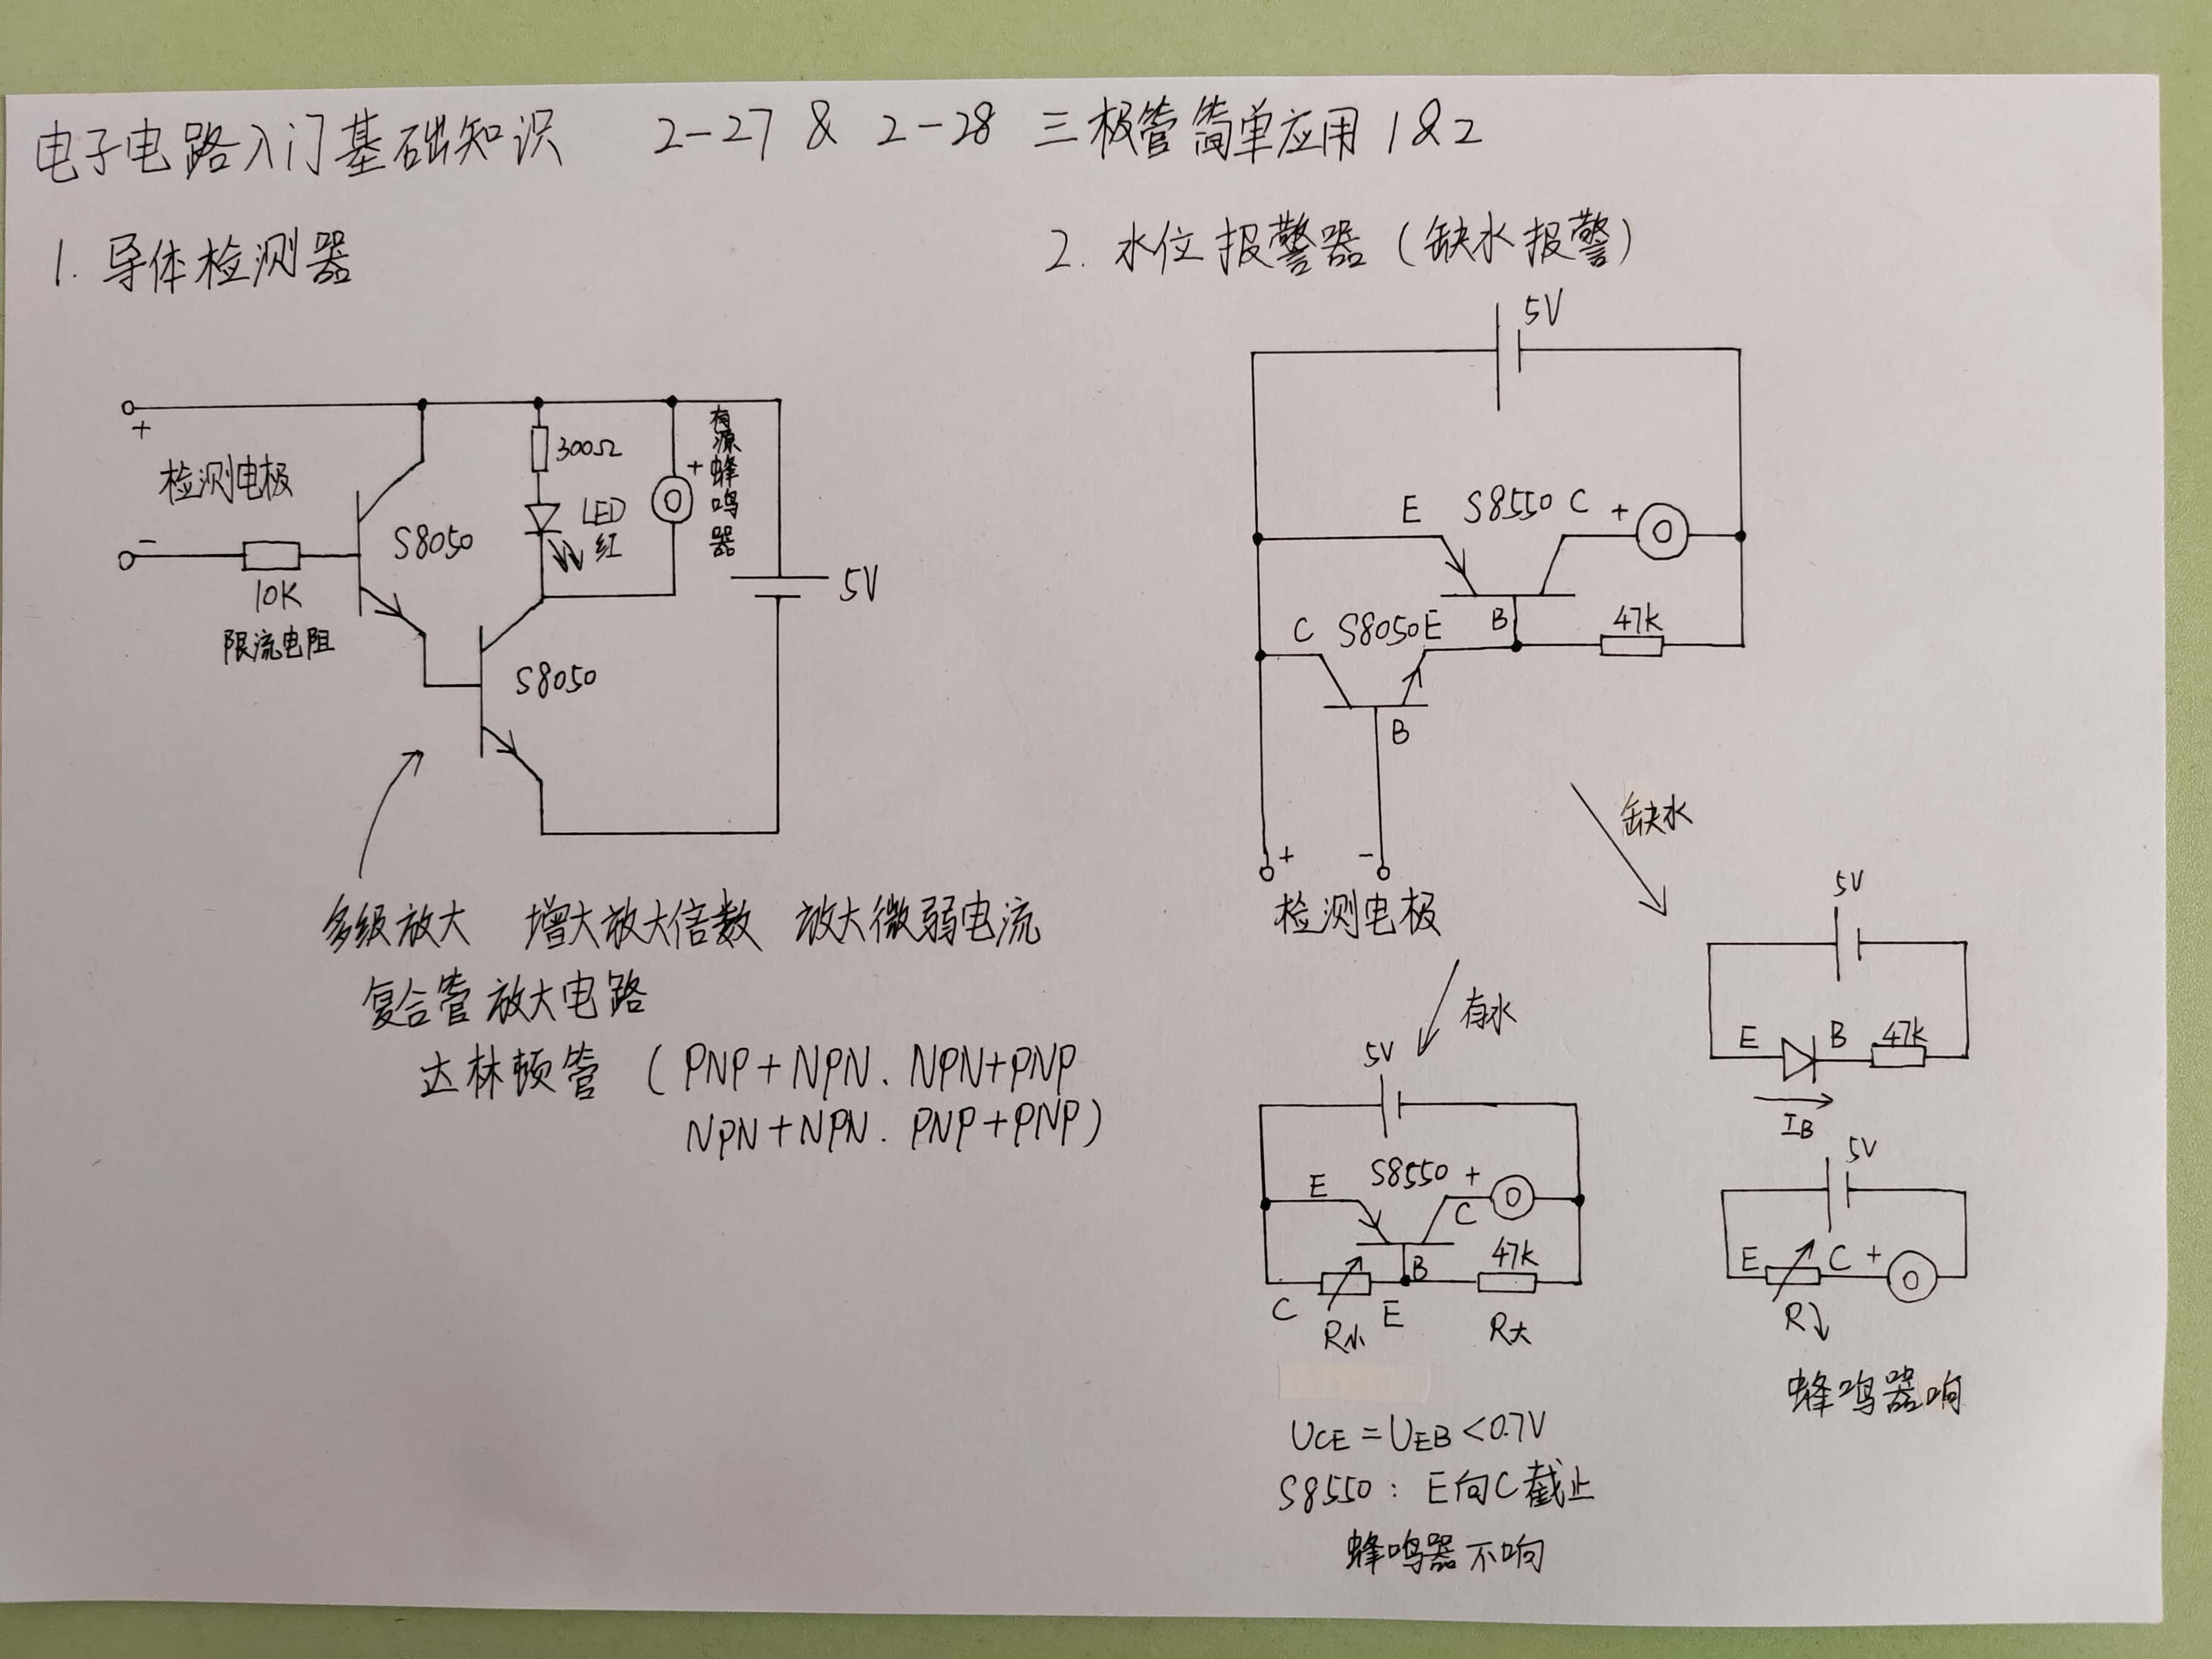 电子电路入门基础知识 2-27 & 2-28 三极管简单应用 1&2
1. 导体检测器
+
检测电极
-
10K
限流电阻
S8050
300Ω
LED
红
+
有源蜂鸣器
5V
S8050
多级放大 增大放大倍数 放大微弱电流
复合管放大电路
达林顿管 (PNP+NPN、NPN+PNP
NPN+NPN、PNP+PNP)
2. 水位报警器(缺水报警)
5V
E S8550 C +
C S8050 E B 47K
B
+ -
检测电极
缺水
有水
5V
E S8550 +
C
B 47K
C R小 E R大
UCE=UEB<0.7V
S8550: E向C截止
蜂鸣器不响
5V
E B 47K
IB
5V
E C +
R↓
蜂鸣器响